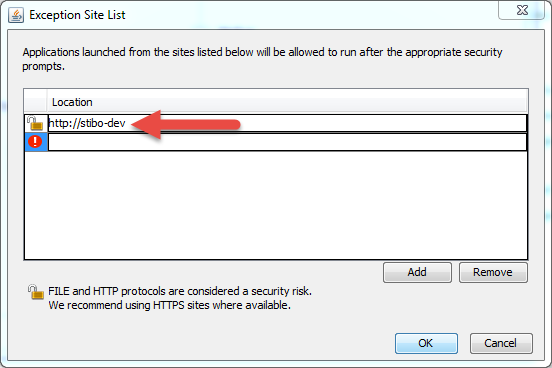 Exception Site List
Applications launched from the sites listed below will be allowed to run after the appropriate security
prompts.
Location
http://stibo-dev
Add
Remove
FILE and HTTP protocols are considered a security risk.
We recommend using HTTPS sites where available.
OK
Cancel